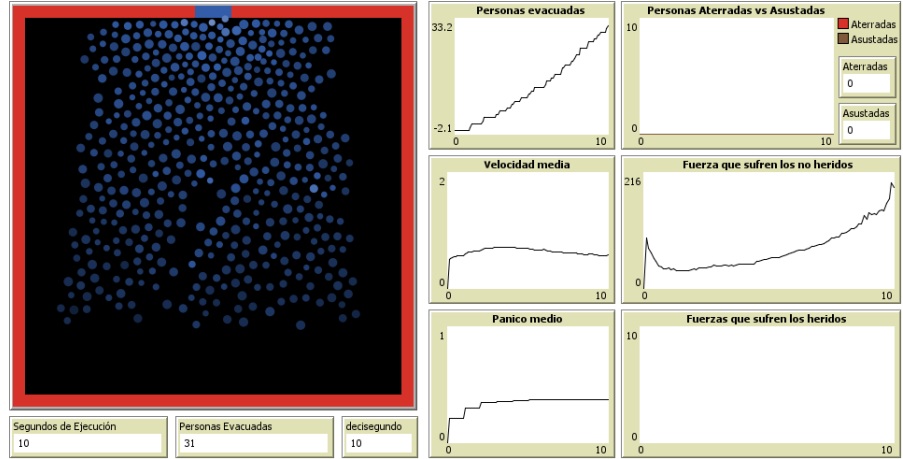 Personas evacuadas
33.2
-2.1
0
10
Personas Aterradas vs Asustadas
10
0
0
10
Aterradas
Asustadas
Aterradas
0
Asustadas
0
Velocidad media
2
0
0
10
Fuerza que sufren los no heridos
216
0
0
10
Panico medio
1
0
0
10
Fuerzas que sufren los heridos
10
0
0
10
Segundos de Ejecución
10
Personas Evacuadas
31
decisegundo
10